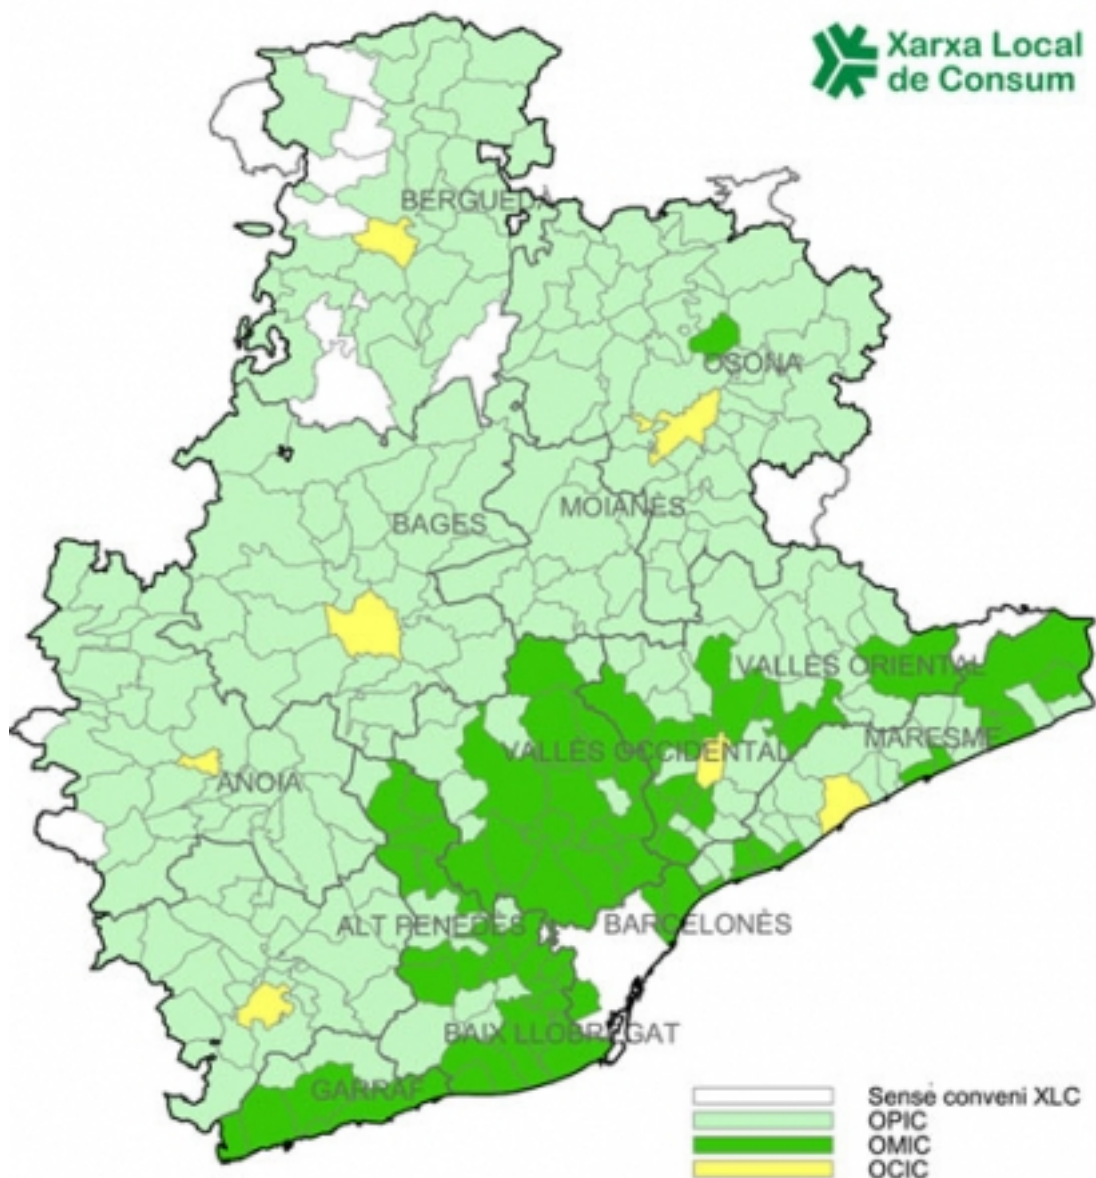 Xarxa Local
de Consum
BERGUEDÀ
OSONA
MOIANÈS
BAGES
VALLÈS ORIENTAL
MARESME
VALLÈS OCCIDENTAL
ANOIA
ALT PENEDÈS
BARCELONÈS
BAIX LLOBREGAT
GARRAF
Sense conveni XLC
OPIC
OMIC
OCIC